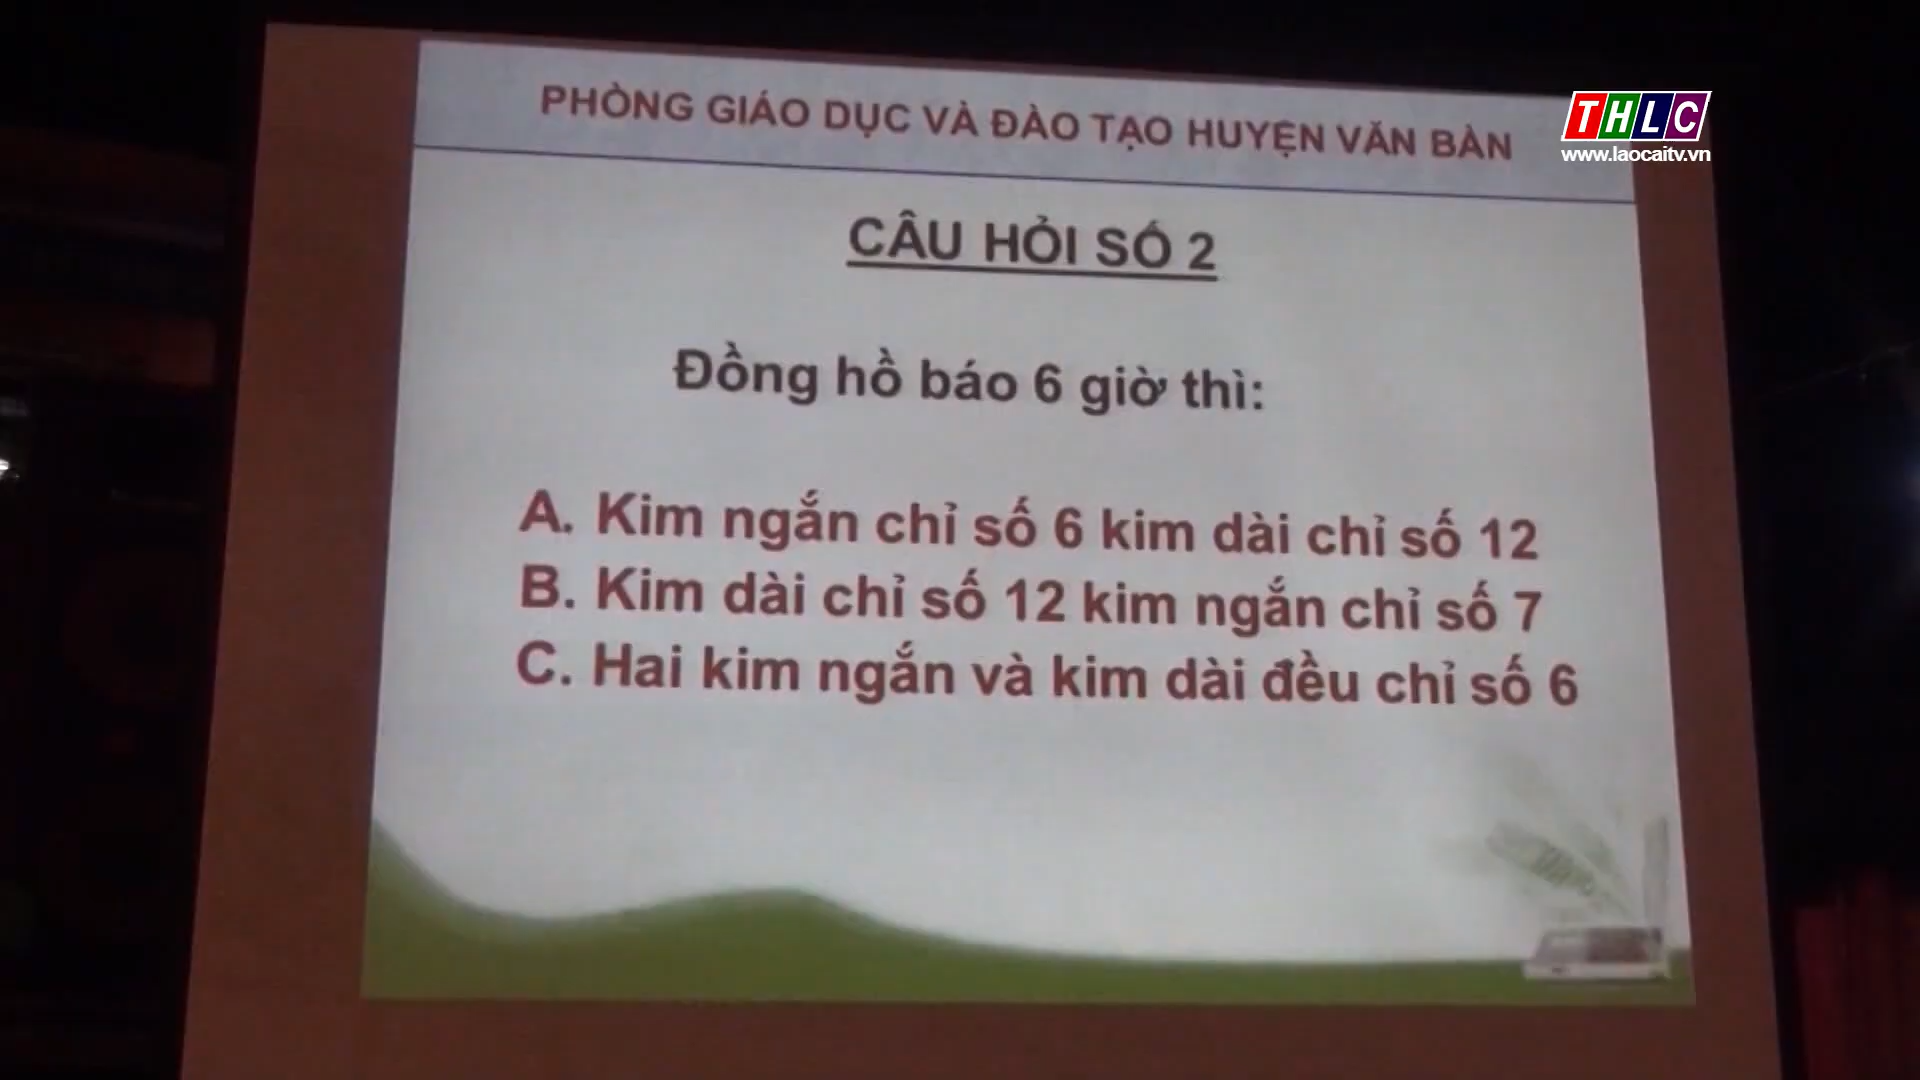 THLC
www.laocaitv.vn
PHÒNG GIÁO DỤC VÀ ĐÀO TẠO HUYỆN VĂN BÀN
CÂU HỎI SỐ 2
Đồng hồ báo 6 giờ thì:
A. Kim ngắn chỉ số 6 kim dài chỉ số 12
B. Kim dài chỉ số 12 kim ngắn chỉ số 7
C. Hai kim ngắn và kim dài đều chỉ số 6